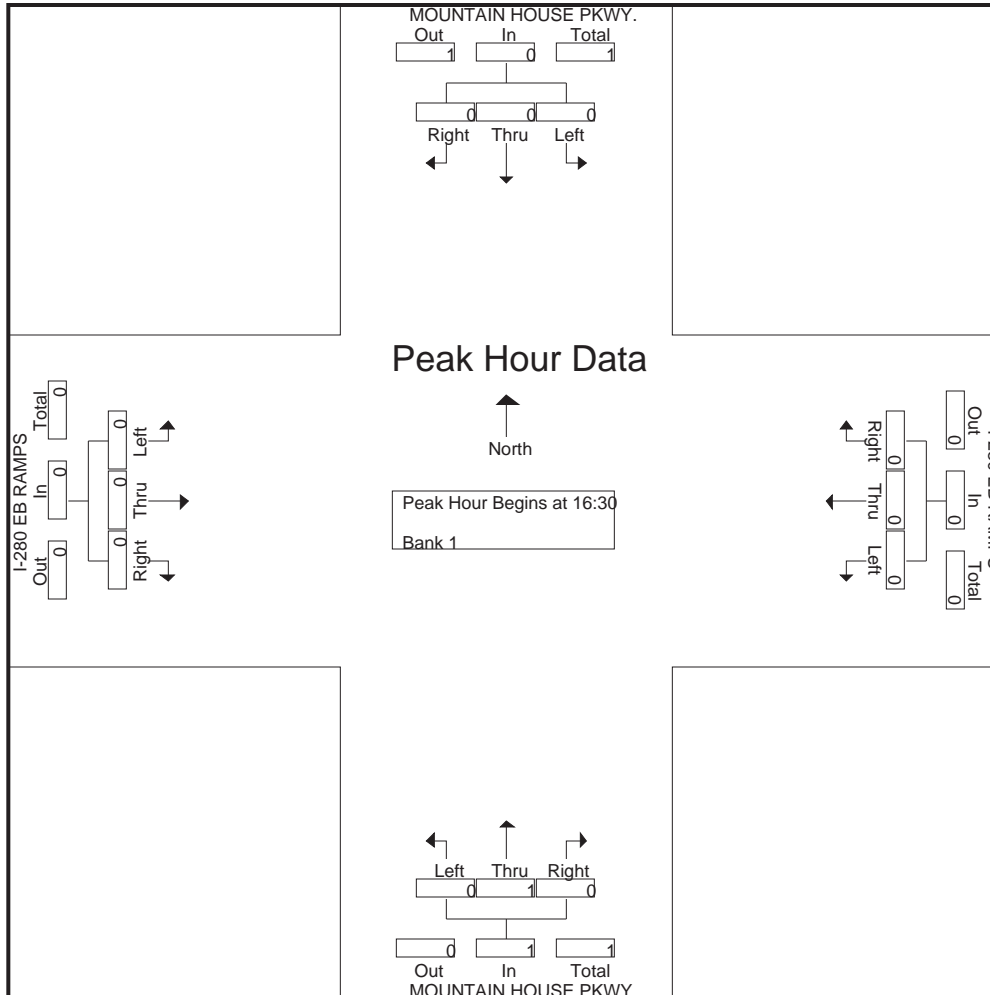 MOUNTAIN HOUSE PKWY.
Out In Total
1 0 1
0 0 0
Right Thru Left
Peak Hour Data
North
Peak Hour Begins at 16:30
Bank 1
I-280 EB RAMPS
Out In Total
0 0 0
0 0 0
Left Thru Right
Right Thru Left
0 0 0
Out In Total
0 0 0
Left Thru Right
0 1 0
0 1 1
Out In Total
MOUNTAIN HOUSE PKWY